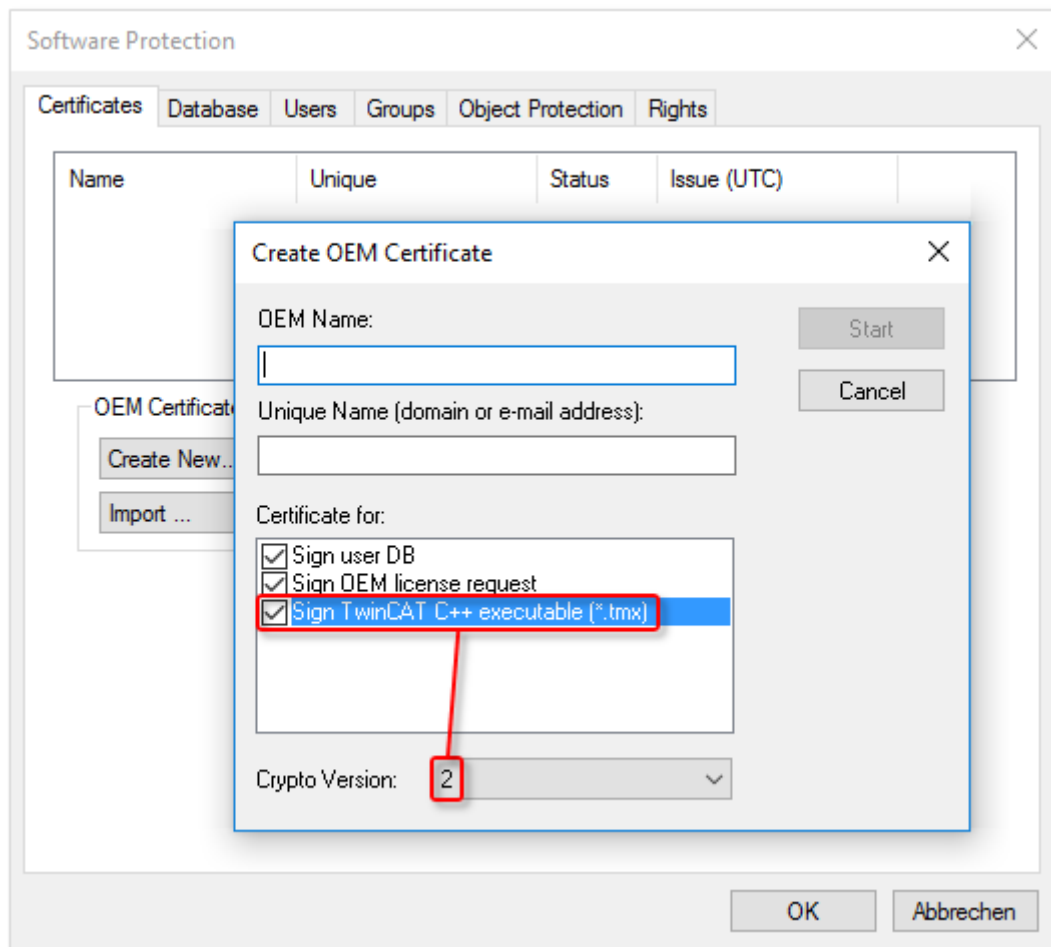 Software Protection
Certificates Database Users Groups Object Protection Rights
Name Unique Status Issue (UTC)
Create OEM Certificate
OEM Name:
Start
Cancel
OEM Certificat
Unique Name (domain or e-mail address):
Create New..
Import ...
Certificate for:
Sign user DB
Sign OEM license request
Sign TwinCAT C++ executable (*.tmx)
Crypto Version: 2
OK Abbrechen